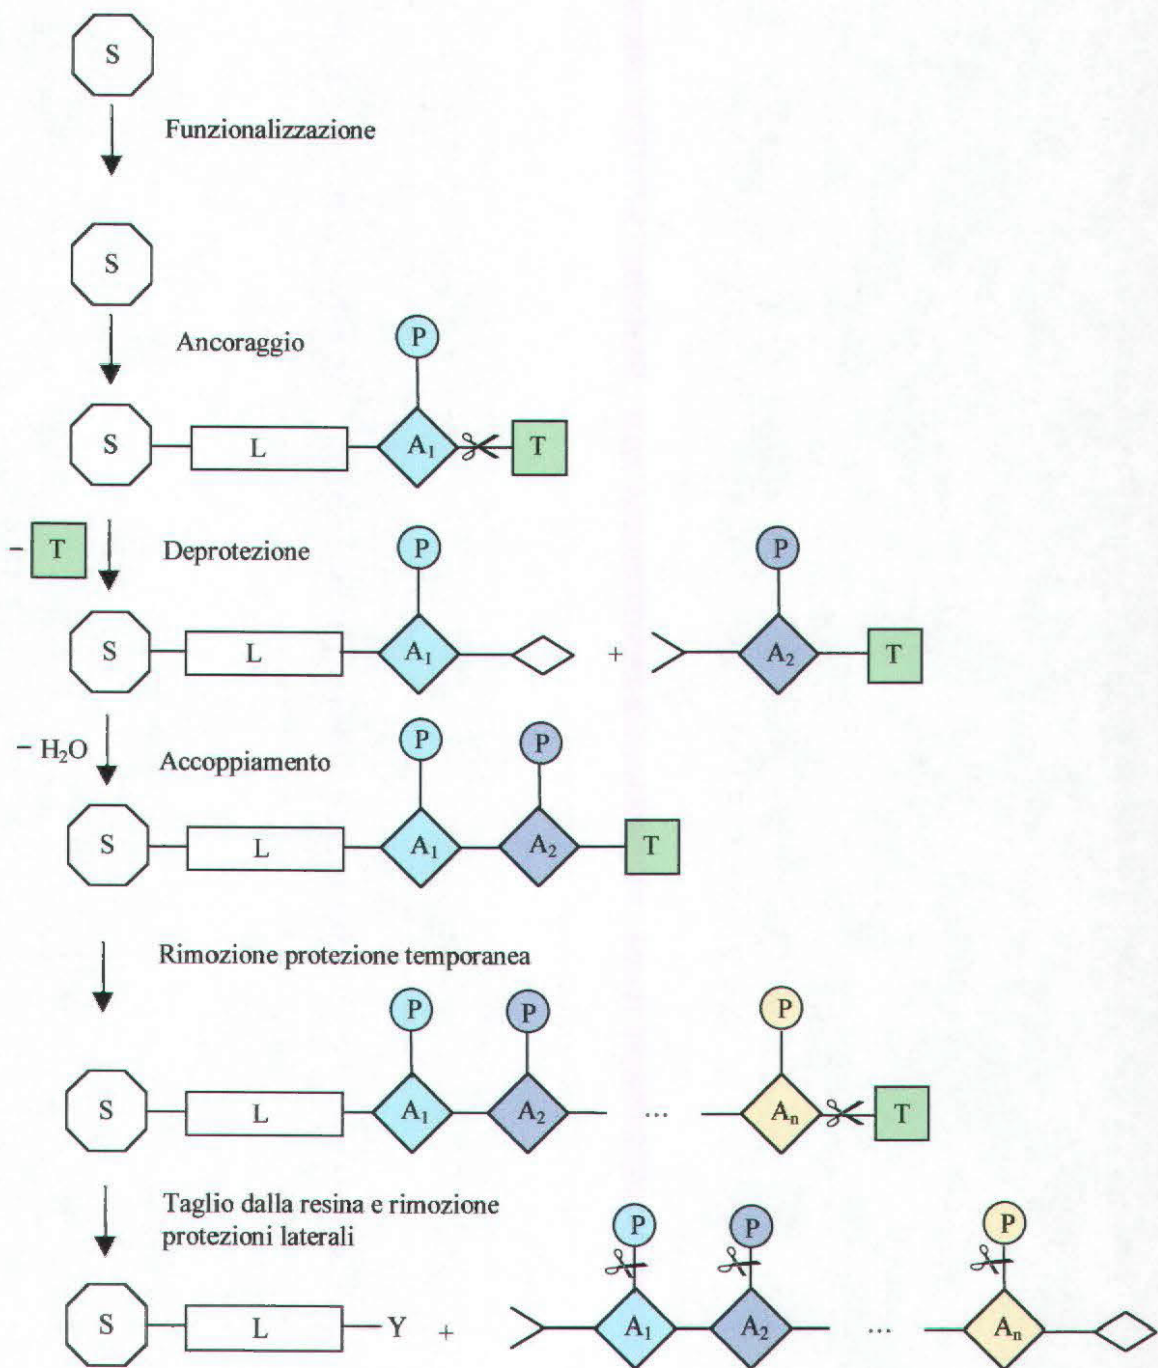 S
Funzionalizzazione
S
Ancoraggio
P
S L A1 T
− T Deprotezione
P P
S L A1 + A2 T
− H2O Accoppiamento
P P
S L A1 A2 T
Rimozione protezione temporanea
P P P
S L A1 A2 ... An T
Taglio dalla resina e rimozione
protezioni laterali
P P P
S L Y + A1 A2 ... An